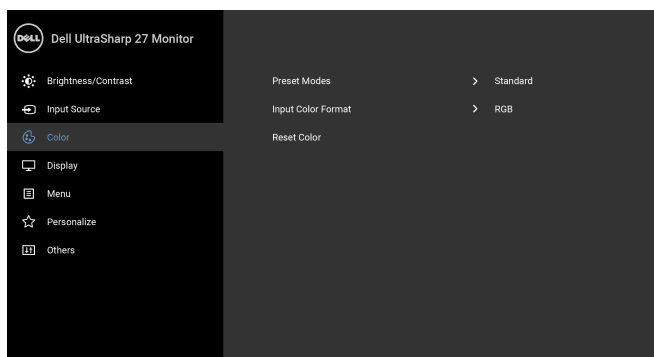 DELL Dell UltraSharp 27 Monitor
Brightness/Contrast
Preset Modes > Standard
Input Source
Input Color Format > RGB
Color
Reset Color
Display
Menu
Personalize
Others